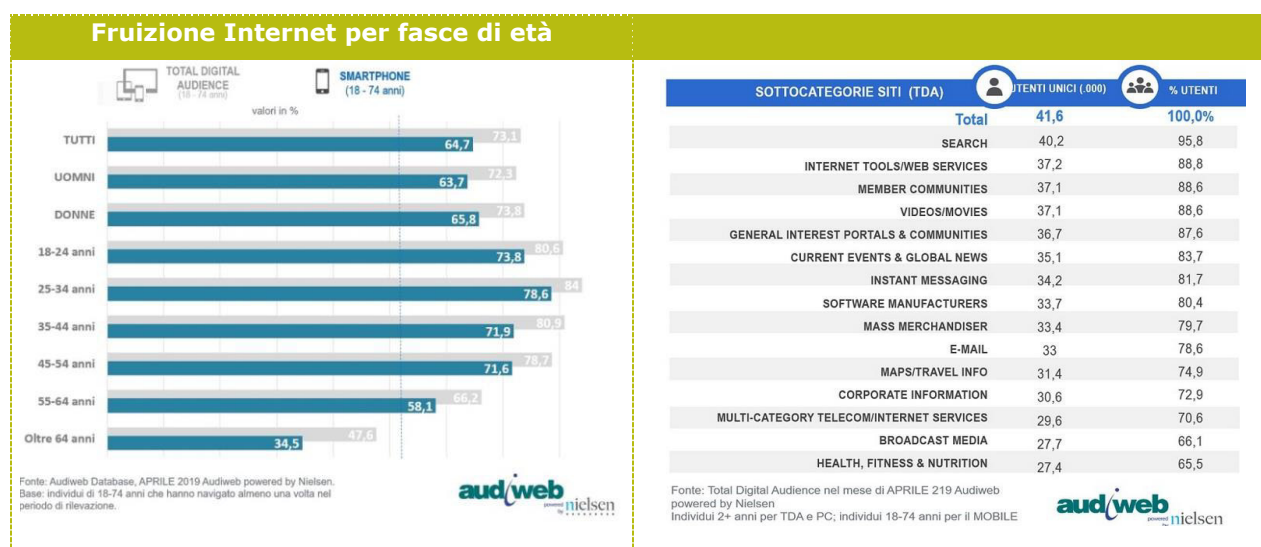 Fruizione Internet per fasce di età
TOTAL DIGITAL
AUDIENCE
(18 - 74 anni)
SMARTPHONE
(18 - 74 anni)
valori in %
TUTTI 73,1 64,7
UOMNI 72,3 63,7
DONNE 73,8 65,8
18-24 anni 80,6 73,8
25-34 anni 84 78,6
35-44 anni 80,9 71,9
45-54 anni 78,7 71,6
55-64 anni 66,2 58,1
Oltre 64 anni 47,6 34,5
Fonte: Audiweb Database, APRILE 2019 Audiweb powered by Nielsen.
Base: individui di 18-74 anni che hanno navigato almeno una volta nel
periodo di rilevazione.
audiweb
powered by nielsen
SOTTOCATEGORIE SITI (TDA) UTENTI UNICI (.000) % UTENTI
Total 41,6 100,0%
SEARCH 40,2 95,8
INTERNET TOOLS/WEB SERVICES 37,2 88,8
MEMBER COMMUNITIES 37,1 88,6
VIDEOS/MOVIES 37,1 88,6
GENERAL INTEREST PORTALS & COMMUNITIES 36,7 87,6
CURRENT EVENTS & GLOBAL NEWS 35,1 83,7
INSTANT MESSAGING 34,2 81,7
SOFTWARE MANUFACTURERS 33,7 80,4
MASS MERCHANDISER 33,4 79,7
E-MAIL 33 78,6
MAPS/TRAVEL INFO 31,4 74,9
CORPORATE INFORMATION 30,6 72,9
MULTI-CATEGORY TELECOM/INTERNET SERVICES 29,6 70,6
BROADCAST MEDIA 27,7 66,1
HEALTH, FITNESS & NUTRITION 27,4 65,5
Fonte: Total Digital Audience nel mese di APRILE 219 Audiweb
powered by Nielsen
Individui 2+ anni per TDA e PC; individui 18-74 anni per il MOBILE
audiweb
powered by nielsen